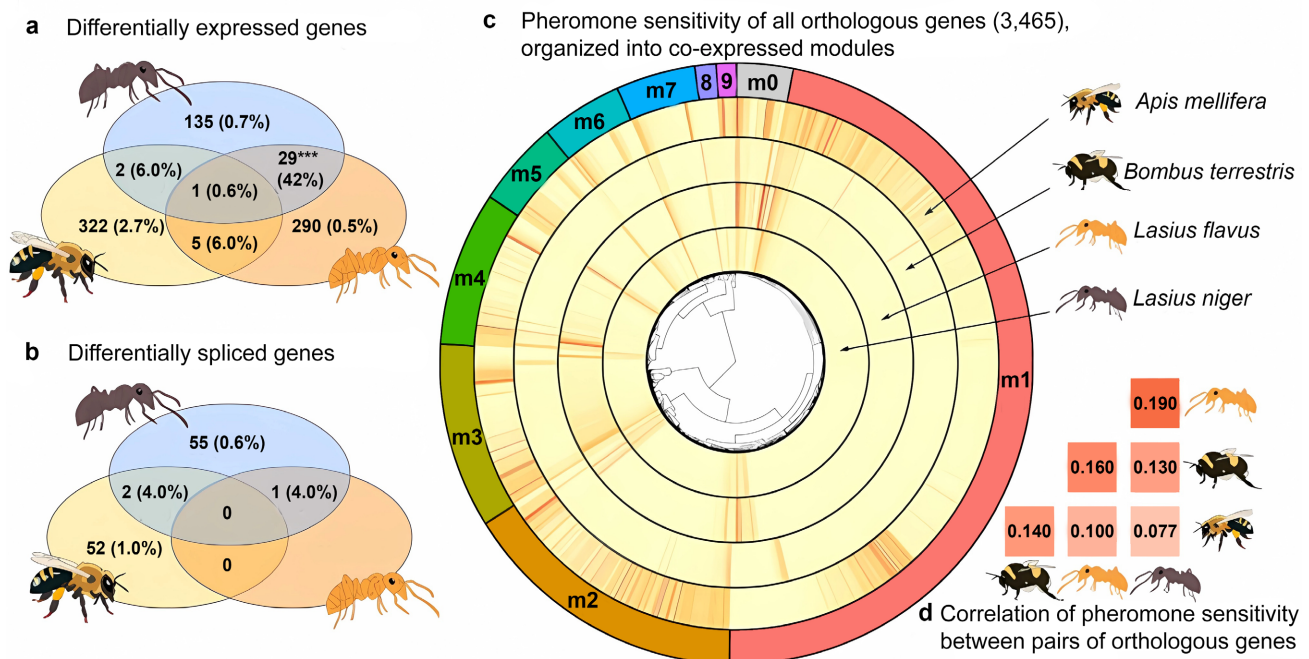 a Differentially expressed genes
135 (0.7%)
2 (6.0%)
29***
(42%)
1 (0.6%)
322 (2.7%)
290 (0.5%)
5 (6.0%)
b Differentially spliced genes
55 (0.6%)
2 (4.0%)
1 (4.0%)
0
52 (1.0%)
0
c Pheromone sensitivity of all orthologous genes (3,465),
organized into co-expressed modules
m0
m1
m2
m3
m4
m5
m6
m7
8
9
Apis mellifera
Bombus terrestris
Lasius flavus
Lasius niger
0.190
0.160 0.130
0.140 0.100 0.077
d Correlation of pheromone sensitivity
between pairs of orthologous genes